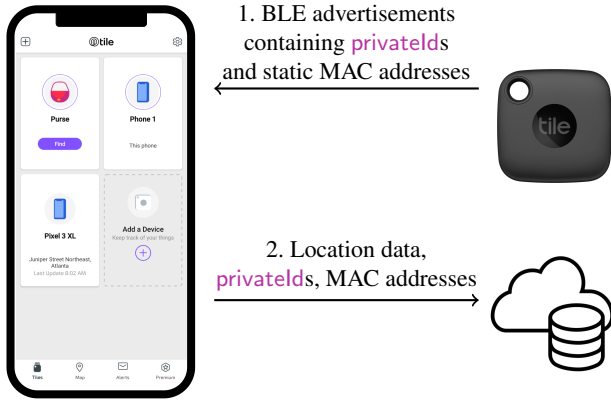 1. BLE advertisements
containing privateIds
and static MAC addresses
tile
Purse
Find
Phone 1
This phone
Pixel 3 XL
Juniper Street Northeast,
Atlanta
Last Update 8:02 AM
Add a Device
Keep track of your things
Tiles
Map
Alerts
Premium
tile
2. Location data,
privateIds, MAC addresses